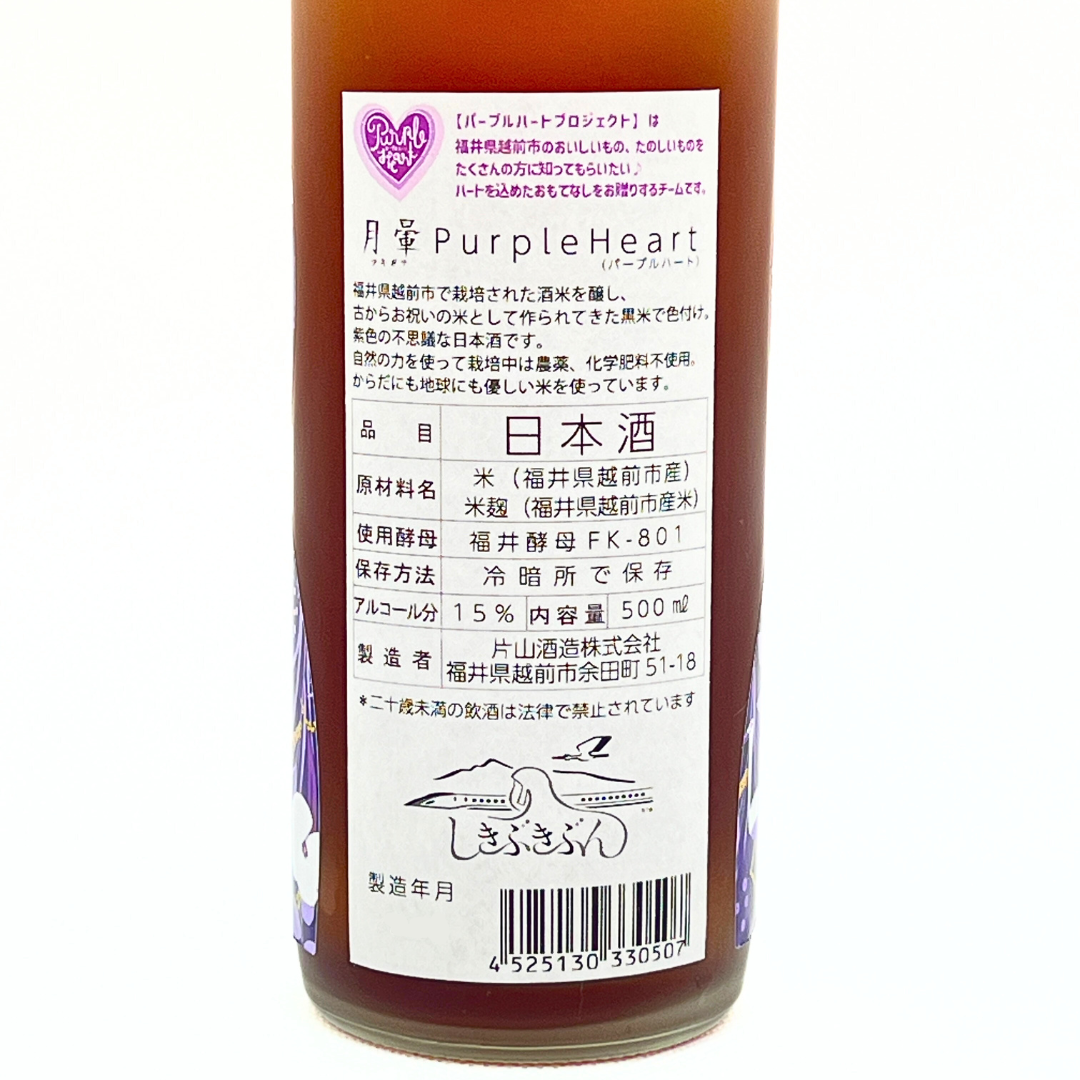 Purple Heart
【パープルハートプロジェクト】は
福井県越前市のおいしいもの、たのしいものを
たくさんの方に知ってもらいたい♪
ハートを込めたおもてなしをお贈りするチームです。
月暈 PurpleHeart
(パープルハート)
福井県越前市で栽培された酒米を醸し、
古からお祝いの米として作られてきた黒米で色付け。
紫色の不思議な日本酒です。
自然の力を使って栽培中は農薬、化学肥料不使用。
からだにも地球にも優しい米を使っています。
品 目 日本酒
原材料名 米（福井県越前市産）
米麹（福井県越前市産米）
使用酵母 福井酵母FK-801
保存方法 冷暗所で保存
アルコール分 15% 内容量 500㎖
製造者 片山酒造株式会社
福井県越前市余田町51-18
*二十歳未満の飲酒は法律で禁止されています
しきぶきぶん
製造年月
4 525130 330507